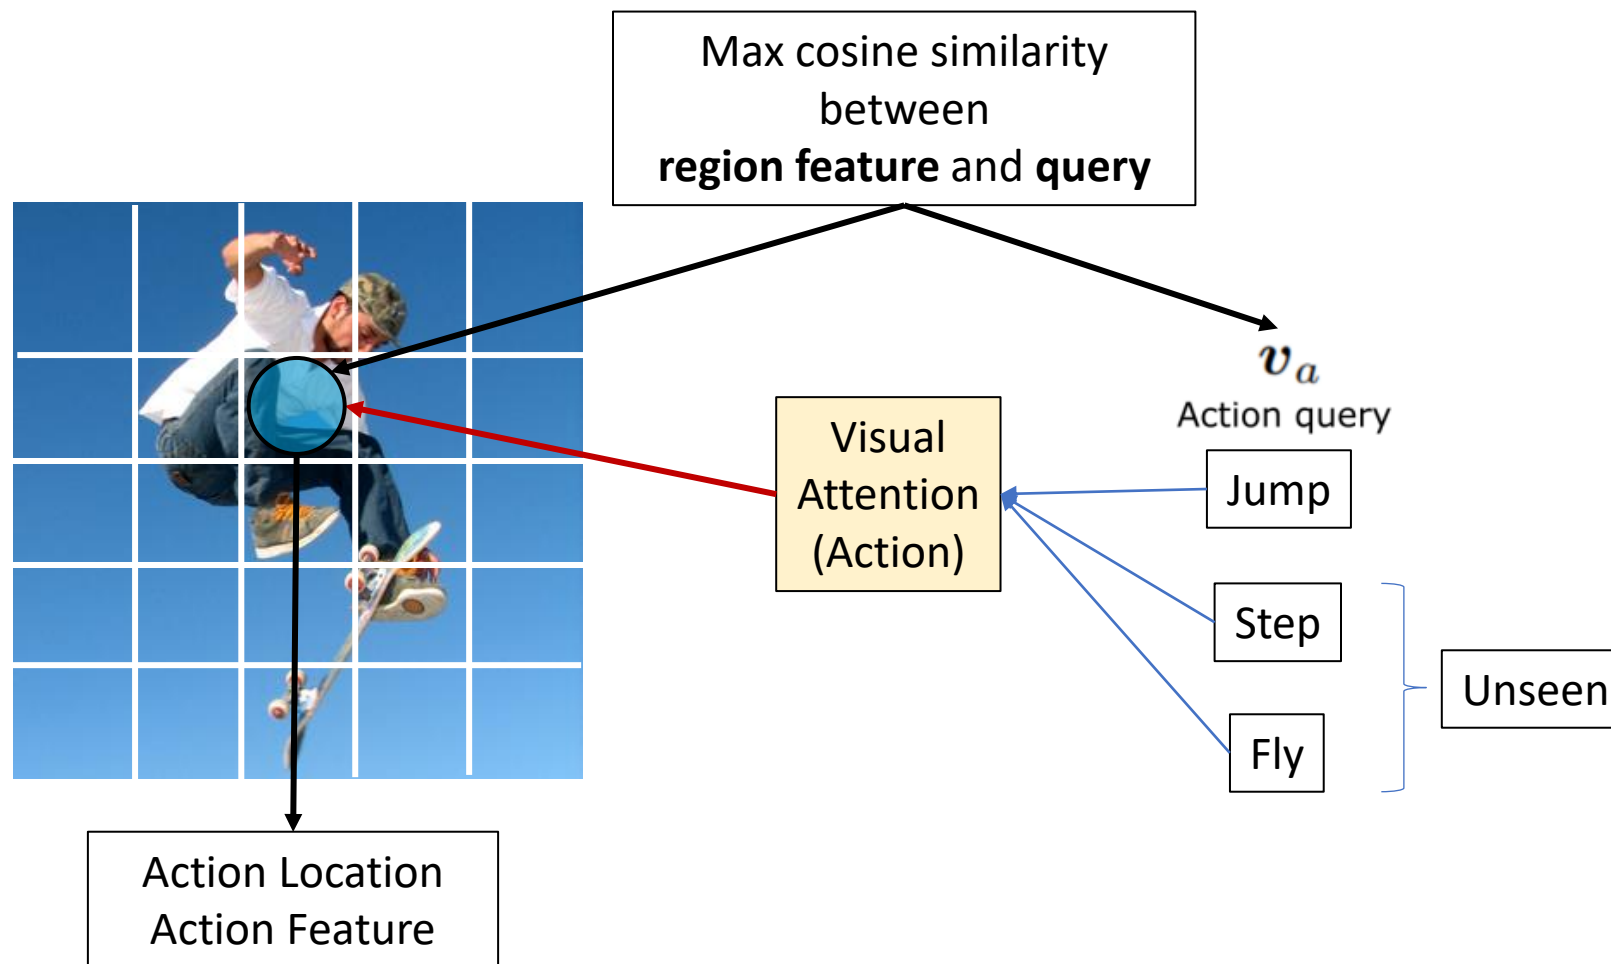 Max cosine similarity
between
region feature and query
v_a
Action query
Visual
Attention
(Action)
Jump
Step
Unseen
Fly
Action Location
Action Feature